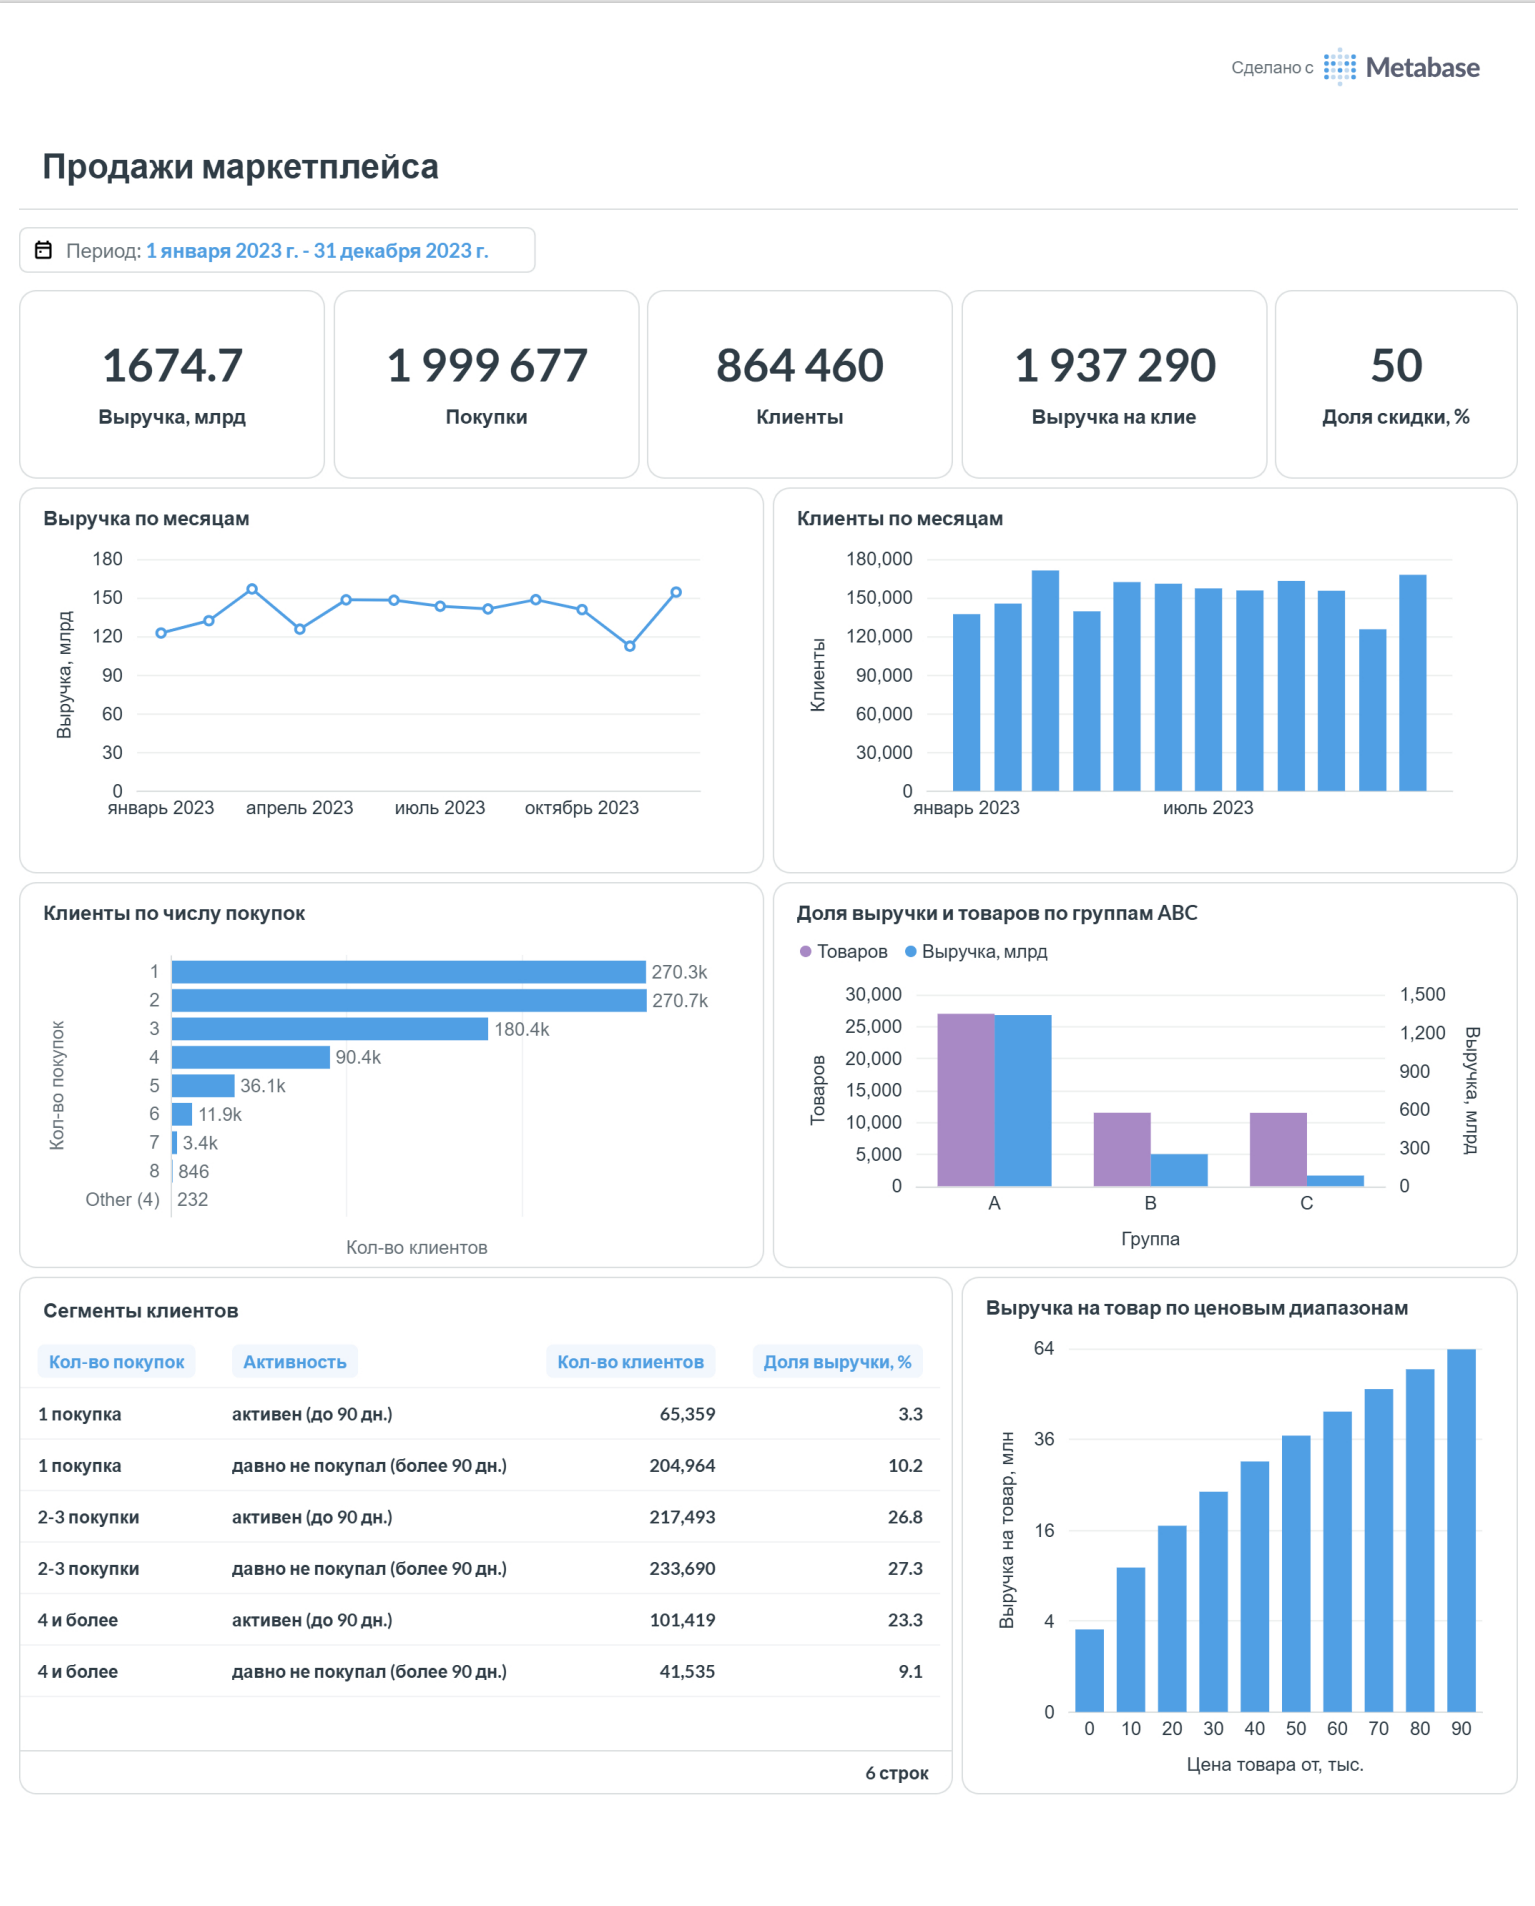 Сделано с Metabase
Продажи маркетплейса
Период: 1 января 2023 г. - 31 декабря 2023 г.
1674.7
Выручка, млрд
1 999 677
Покупки
864 460
Клиенты
1 937 290
Выручка на клие
50
Доля скидки, %
Выручка по месяцам
180
150
120
90
60
30
0
Выручка, млрд
январь 2023 апрель 2023 июль 2023 октябрь 2023
Клиенты по месяцам
180,000
150,000
120,000
90,000
60,000
30,000
0
Клиенты
январь 2023 июль 2023
Клиенты по числу покупок
Кол-во покупок
1 270.3k
2 270.7k
3 180.4k
4 90.4k
5 36.1k
6 11.9k
7 3.4k
8 846
Other (4) 232
Кол-во клиентов
Доля выручки и товаров по группам ABC
Товаров Выручка, млрд
30,000
25,000
20,000
15,000
10,000
5,000
0
Товаров
1,500
1,200
900
600
300
0
Выручка, млрд
A B C
Группа
Сегменты клиентов
Кол-во покупок Активность Кол-во клиентов Доля выручки, %
1 покупка активен (до 90 дн.) 65,359 3.3
1 покупка давно не покупал (более 90 дн.) 204,964 10.2
2-3 покупки активен (до 90 дн.) 217,493 26.8
2-3 покупки давно не покупал (более 90 дн.) 233,690 27.3
4 и более активен (до 90 дн.) 101,419 23.3
4 и более давно не покупал (более 90 дн.) 41,535 9.1
6 строк
Выручка на товар по ценовым диапазонам
64
36
16
4
0
Выручка на товар, млн
0 10 20 30 40 50 60 70 80 90
Цена товара от, тыс.